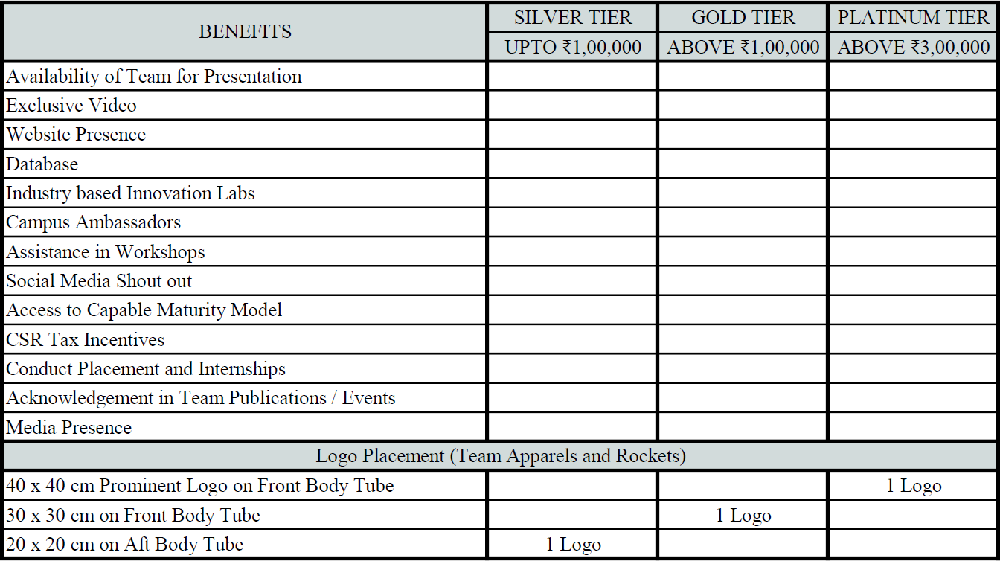 BENEFITS
SILVER TIER
GOLD TIER
PLATINUM TIER
UPTO ₹1,00,000
ABOVE ₹1,00,000
ABOVE ₹3,00,000
Availability of Team for Presentation
Exclusive Video
Website Presence
Database
Industry based Innovation Labs
Campus Ambassadors
Assistance in Workshops
Social Media Shout out
Access to Capable Maturity Model
CSR Tax Incentives
Conduct Placement and Internships
Acknowledgement in Team Publications / Events
Media Presence
Logo Placement (Team Apparels and Rockets)
40 x 40 cm Prominent Logo on Front Body Tube
1 Logo
30 x 30 cm on Front Body Tube
1 Logo
20 x 20 cm on Aft Body Tube
1 Logo